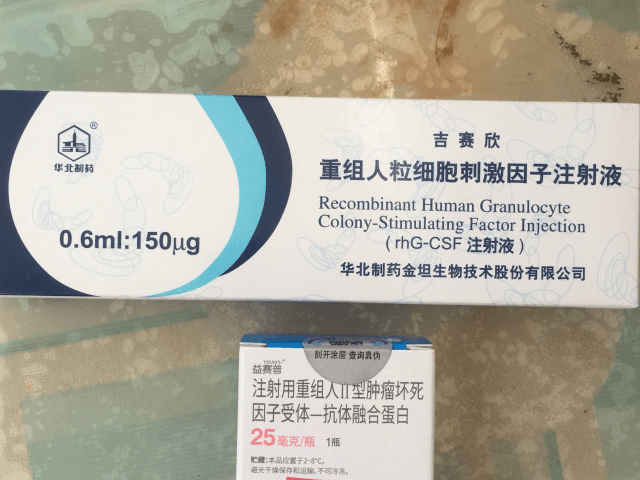 吉赛欣
重组人粒细胞刺激因子注射液
Recombinant Human Granulocyte
Colony-Stimulating Factor Injection
(rhG-CSF 注射液)
华北制药金坦生物技术股份有限公司
®
华北制药
0.6ml:150μg
刮开涂层 查询真伪
YISAIPU®
益赛普
注射用重组人II型肿瘤坏死
因子受体—抗体融合蛋白
25毫克/瓶 1瓶
贮藏:本品应置于2-8°C,
避光干燥保存和运输,不可冷冻。